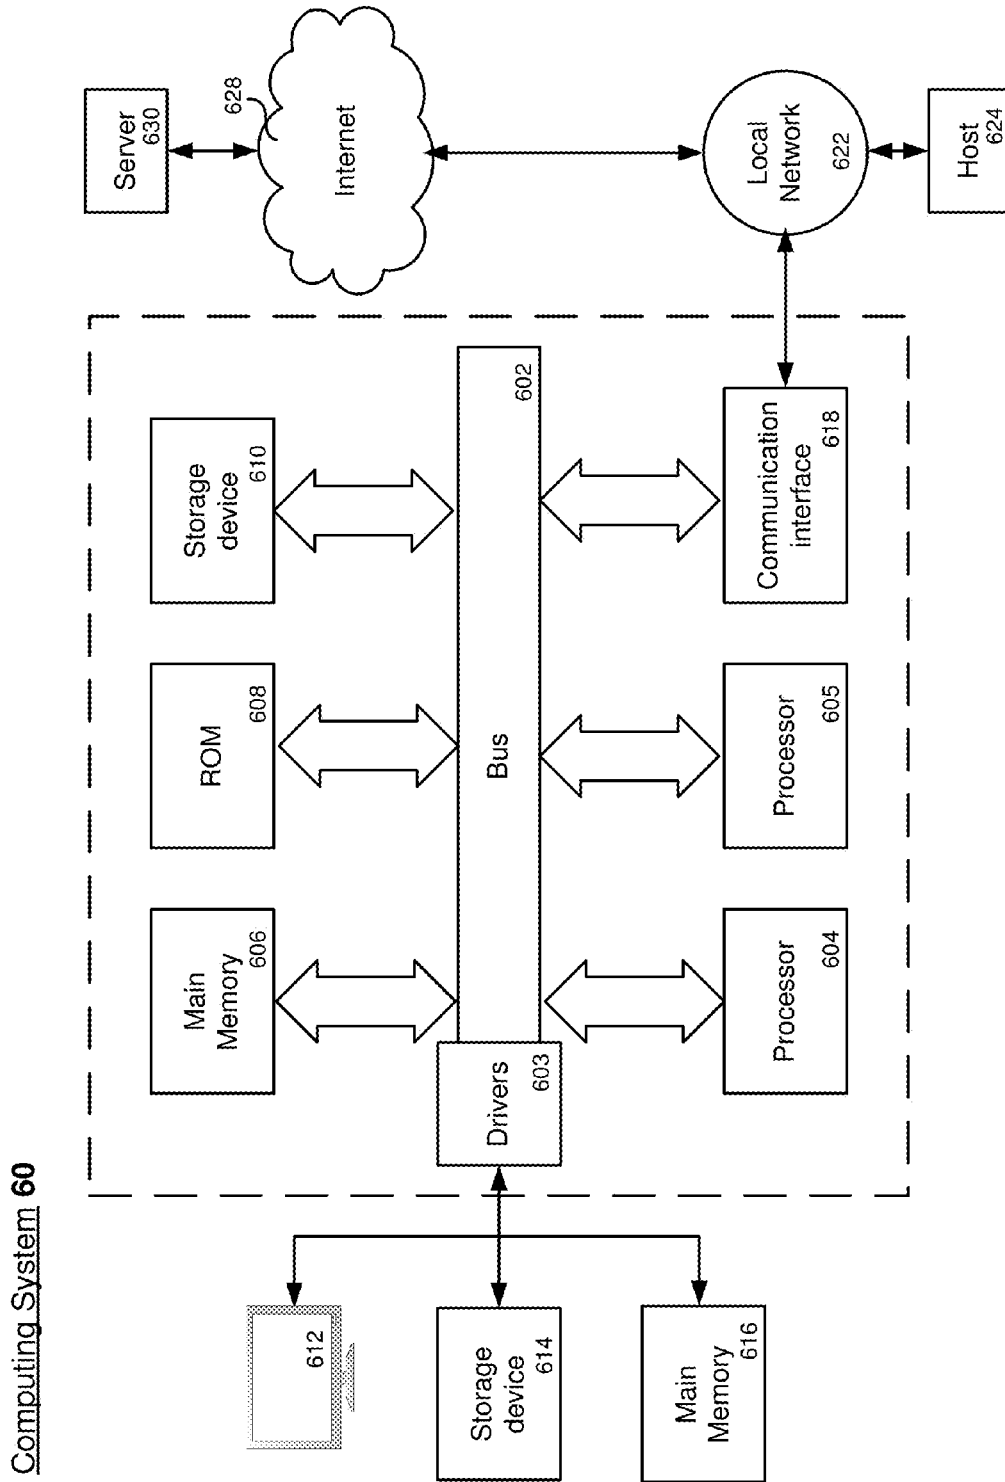 Computing System 60
612
Storage
device
614
Main
Memory
616
Drivers
603
Main
Memory
606
ROM
608
Storage
device
610
Bus
602
Processor
604
Processor
605
Communication
interface
618
Server
630
628
Internet
Local
Network
622
Host
624